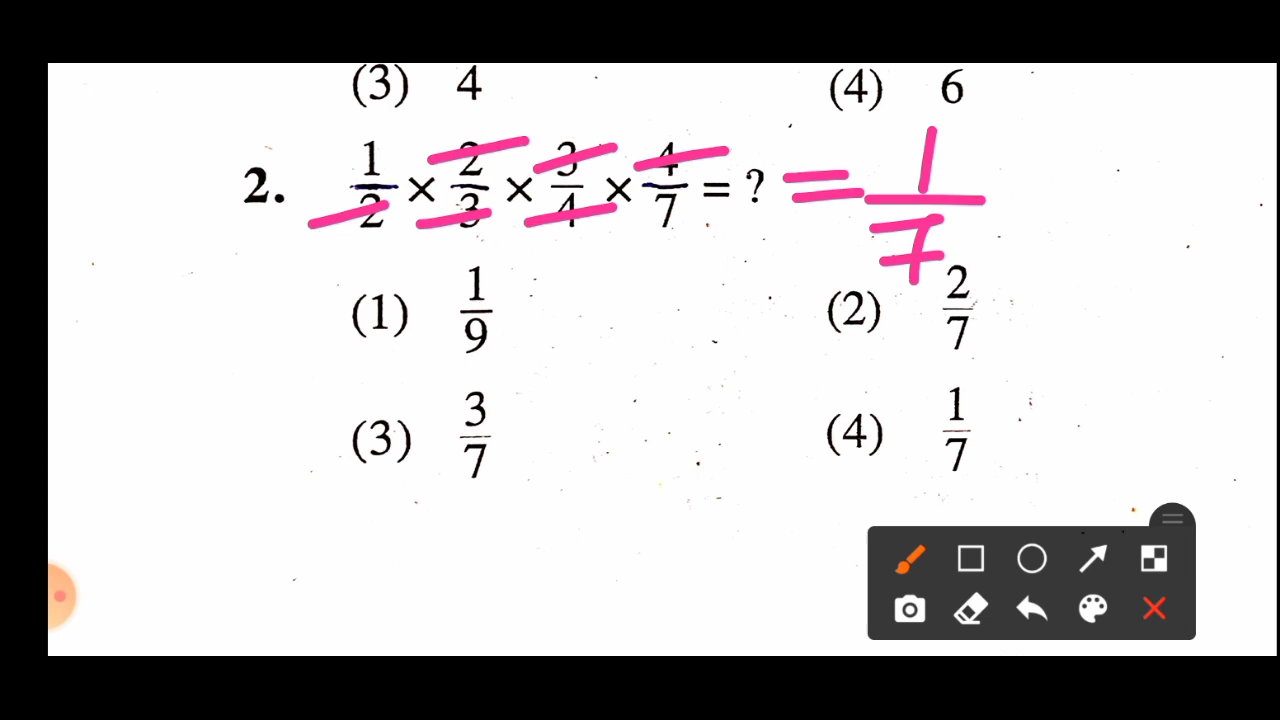 (3) 4 (4) 6
2. 1/2 × 2/3 × 3/4 × 4/7 = ? = 1/7
(1) 1/9 (2) 2/7
(3) 3/7 (4) 1/7